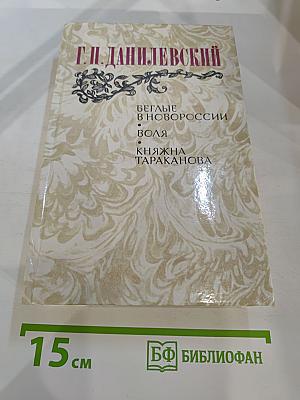 Г.П. ДАНИЛЕВСКИЙ
БЕГЛЫЕ
В НОВОРОССИИ
•
ВОЛЯ
•
КНЯЖНА
ТАРАКАНОВА
15 см
БФ БИБЛИОФАН